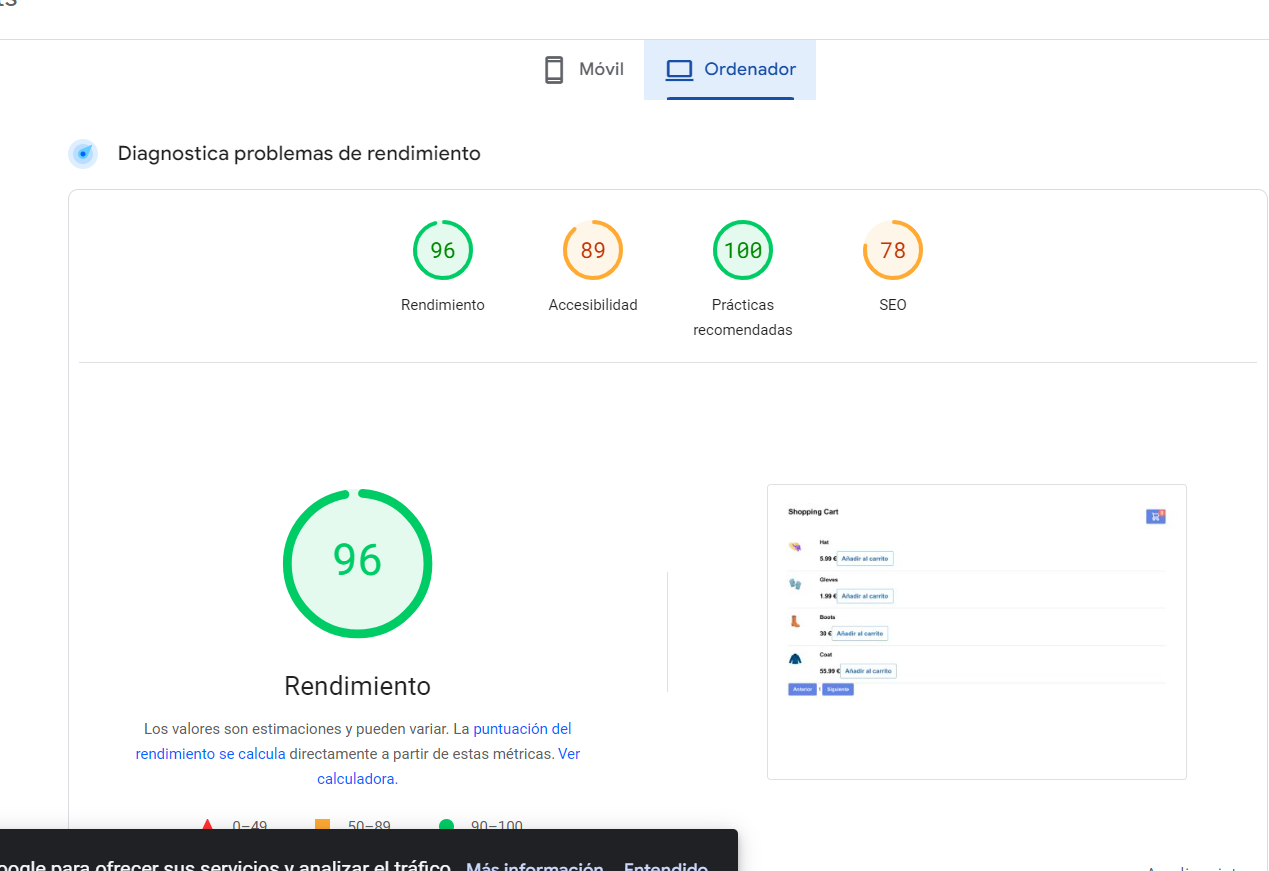 Móvil
Ordenador
Diagnostica problemas de rendimiento
96
89
100
78
Rendimiento
Accesibilidad
Prácticas
recomendadas
SEO
96
Rendimiento
Los valores son estimaciones y pueden variar. La puntuación del
rendimiento se calcula directamente a partir de estas métricas. Ver
calculadora.
0–49
50–89
90–100
Shopping Cart
Hat
5.99 € Añadir al carrito
Gloves
1.99 € Añadir al carrito
Boots
30 € Añadir al carrito
Coat
55.99 € Añadir al carrito
Anterior
Siguiente
para ofrecer sus servicios y analizar el tráfico. Más información Entendido